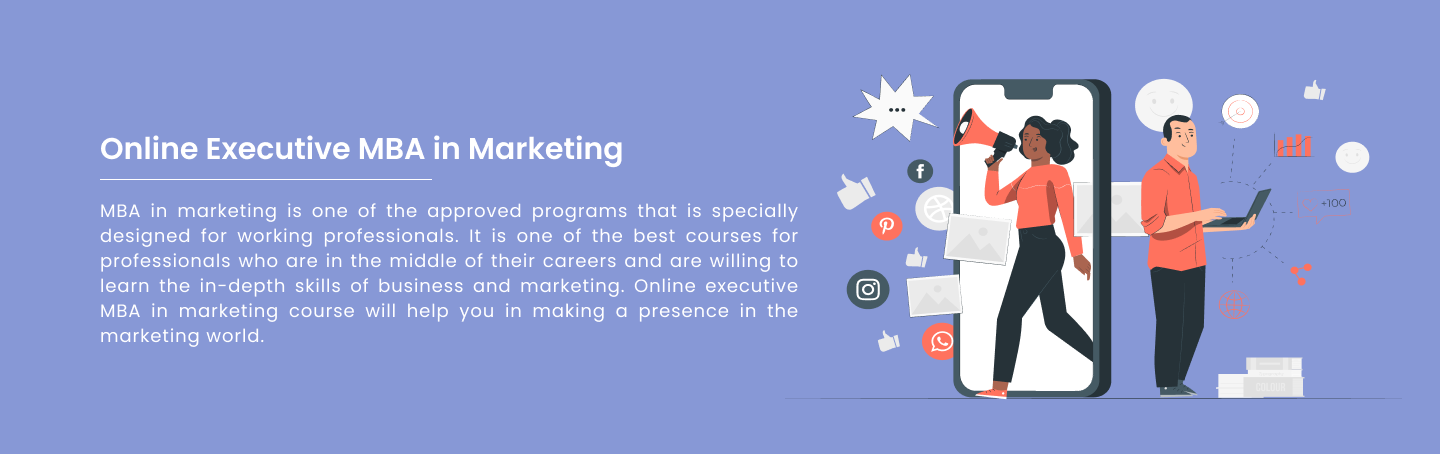 Online Executive MBA in Marketing
MBA in marketing is one of the approved programs that is specially
designed for working professionals. It is one of the best courses for
professionals who are in the middle of their careers and are willing to
learn the in-depth skills of business and marketing. Online executive
MBA in marketing course will help you in making a presence in the
marketing world.
+100
COLOUR